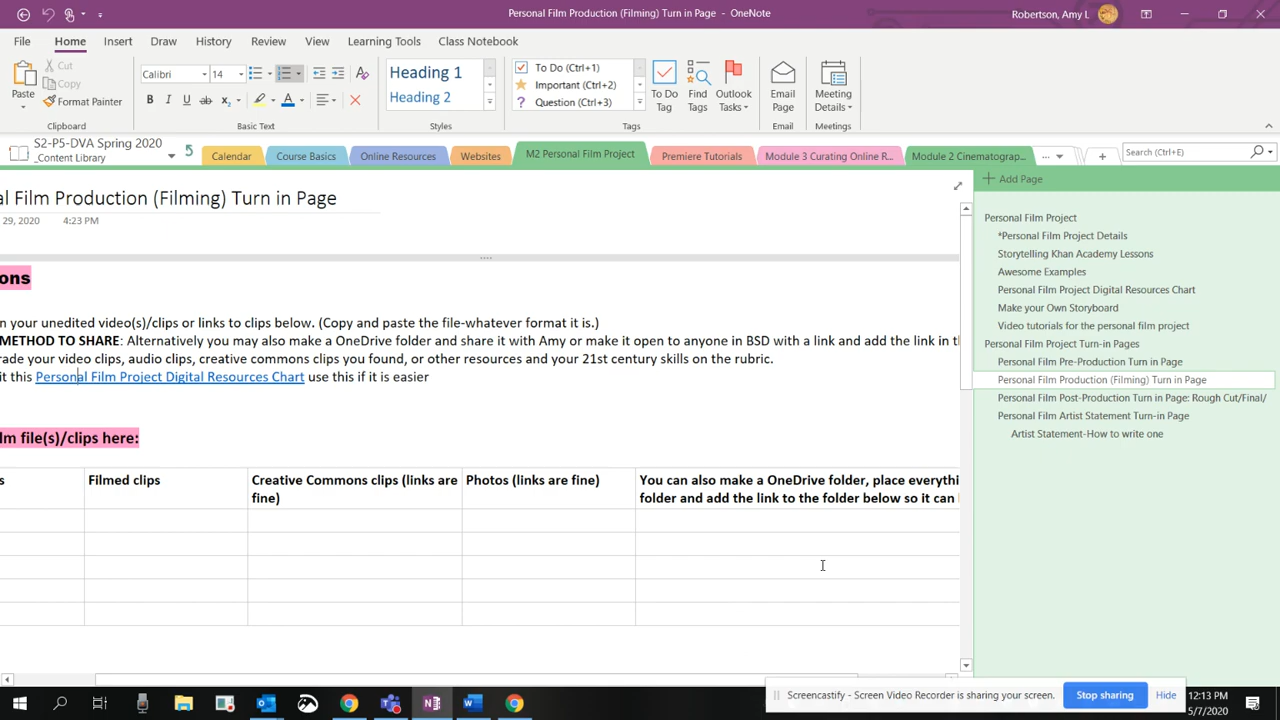 Personal Film Production (Filming) Turn in Page - OneNote
Robertson, Amy L
File Home Insert Draw History Review View Learning Tools Class Notebook
Paste
Cut
Copy
Format Painter
Clipboard
Calibri 14
B I U ab x₂ A
Basic Text
Heading 1
Heading 2
Styles
To Do (Ctrl+1)
Important (Ctrl+2)
Question (Ctrl+3)
To Do Tag
Find Tags
Outlook Tasks
Tags
Email Page
Email
Meeting Details
Meetings
S2-P5-DVA Spring 2020
_Content Library
Calendar Course Basics Online Resources Websites M2 Personal Film Project Premiere Tutorials Module 3 Curating Online R... Module 2 Cinematograp... ...
Search (Ctrl+E)
al Film Production (Filming) Turn in Page
29, 2020 4:23 PM
ons
n your unedited video(s)/clips or links to clips below. (Copy and paste the file-whatever format it is.)
METHOD TO SHARE: Alternatively you may also make a OneDrive folder and share it with Amy or make it open to anyone in BSD with a link and add the link in th
rade your video clips, audio clips, creative commons clips you found, or other resources and your 21st century skills on the rubric.
it this Personal Film Project Digital Resources Chart use this if it is easier
lm file(s)/clips here:
s
Filmed clips
Creative Commons clips (links are fine)
Photos (links are fine)
You can also make a OneDrive folder, place everythi
folder and add the link to the folder below so it can
Add Page
Personal Film Project
*Personal Film Project Details
Storytelling Khan Academy Lessons
Awesome Examples
Personal Film Project Digital Resources Chart
Make your Own Storyboard
Video tutorials for the personal film project
Personal Film Project Turn-in Pages
Personal Film Pre-Production Turn in Page
Personal Film Production (Filming) Turn in Page
Personal Film Post-Production Turn in Page: Rough Cut/Final/
Personal Film Artist Statement Turn-in Page
Artist Statement-How to write one
Screencastify - Screen Video Recorder is sharing your screen.
Stop sharing
Hide
12:13 PM
5/7/2020